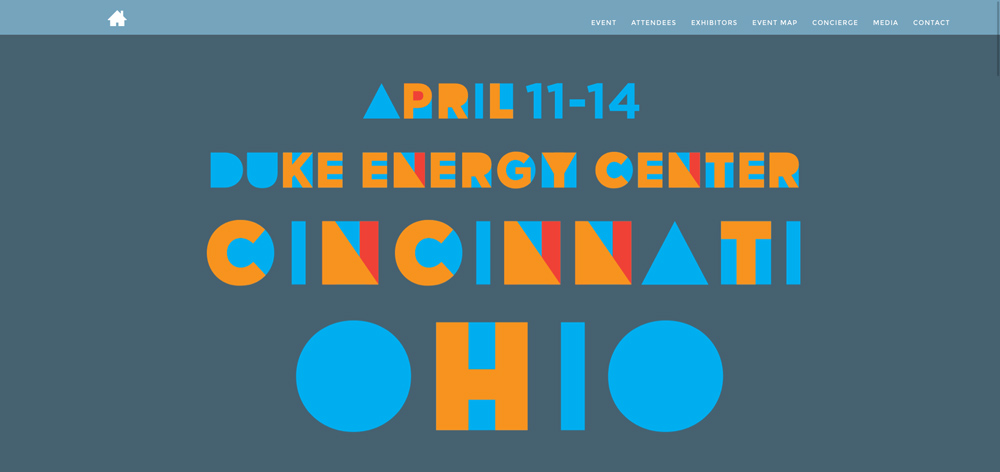 EVENT ATTENDEES EXHIBITORS EVENT MAP CONCIERGE MEDIA CONTACT
APRIL 11-14
DUKE ENERGY CENTER
CINCINNATI
OHIO